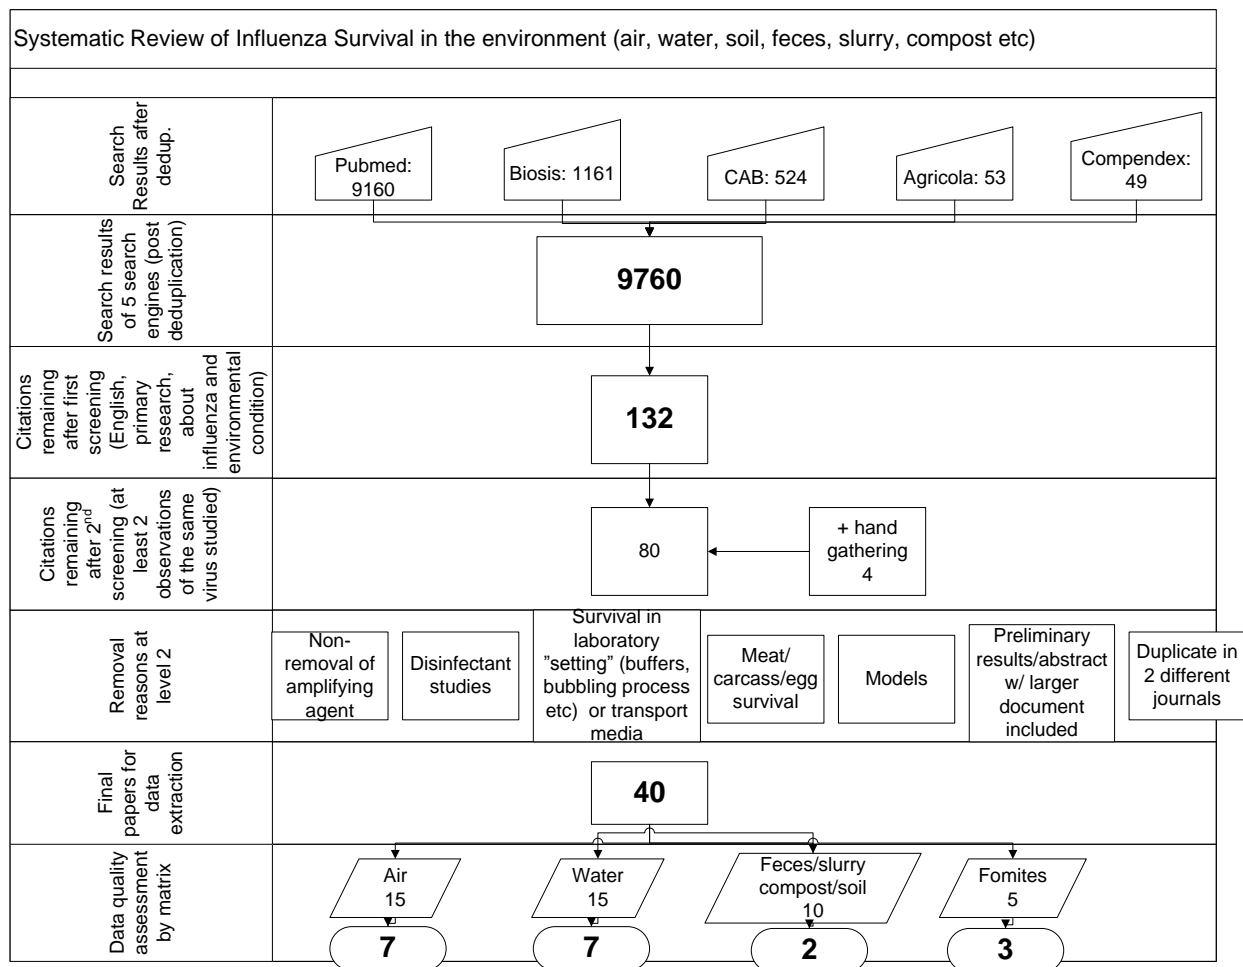 Systematic Review of Influenza Survival in the environment (air, water, soil, feces, slurry, compost etc)
Search
Results after
dedup.
Pubmed:
9160
Biosis: 1161
CAB: 524
Agricola: 53
Compendex:
49
Search results
of 5 search
engines (post
deduplication)
9760
Citations
remaining
after first
screening
(English,
primary
research,
about
influenza and
environmental
condition)
132
Citations
remaining
after 2nd
screening (at
least 2
observations
of the same
virus studied)
80
+ hand
gathering
4
Removal
reasons at
level 2
Non-
removal of
amplifying
agent
Disinfectant
studies
Survival in
laboratory
"setting" (buffers,
bubbling process
etc) or transport
media
Meat/
carcass/egg
survival
Models
Preliminary
results/abstract
w/ larger
document
included
Duplicate in
2 different
journals
Final
papers for
data
extraction
40
Data quality
assessment
by matrix
Air
15
Water
15
Feces/slurry
compost/soil
10
Fomites
5
7
7
2
3